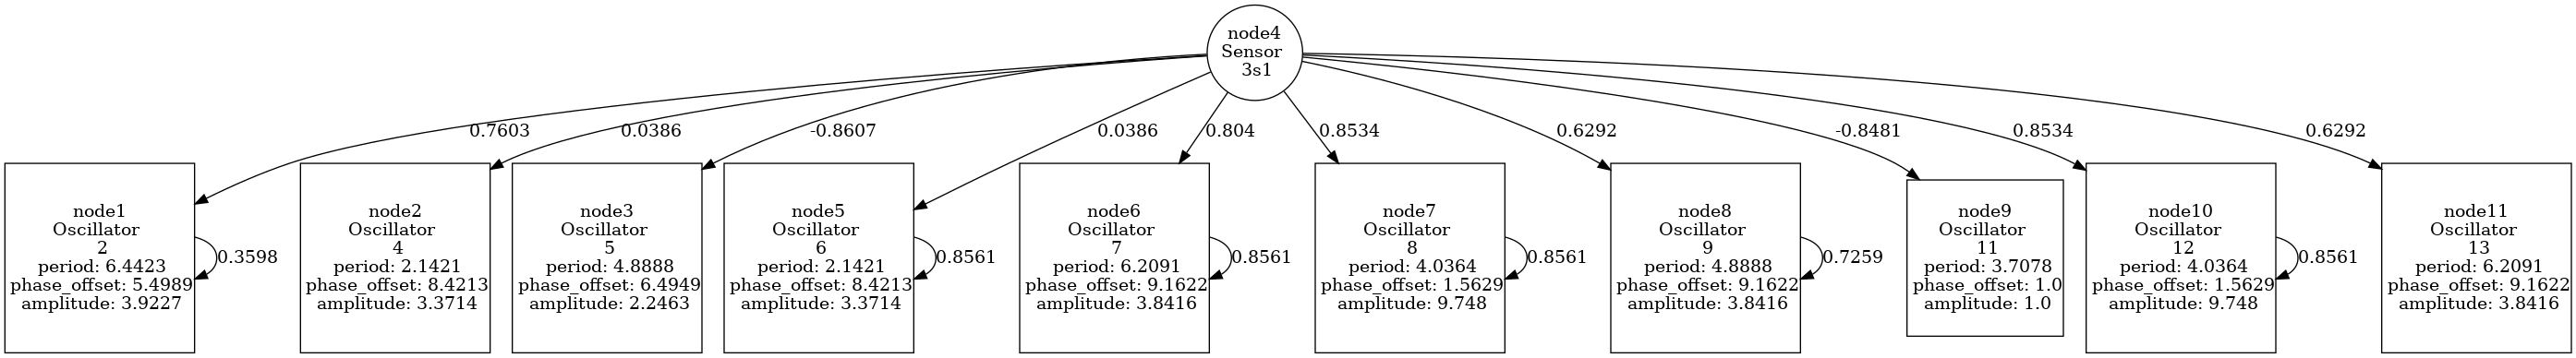 node4
Sensor
3s1
0.7603
0.0386
-0.8607
0.0386
0.804
0.8534
0.6292
-0.8481
0.8534
0.6292
node1
Oscillator
2
period: 6.4423
phase_offset: 5.4989
amplitude: 3.9227
0.3598
node2
Oscillator
4
period: 2.1421
phase_offset: 8.4213
amplitude: 3.3714
node3
Oscillator
5
period: 4.8888
phase_offset: 6.4949
amplitude: 2.2463
node5
Oscillator
6
period: 2.1421
phase_offset: 8.4213
amplitude: 3.3714
0.8561
node6
Oscillator
7
period: 6.2091
phase_offset: 9.1622
amplitude: 3.8416
0.8561
node7
Oscillator
8
period: 4.0364
phase_offset: 1.5629
amplitude: 9.748
0.8561
node8
Oscillator
9
period: 4.8888
phase_offset: 9.1622
amplitude: 3.8416
0.7259
node9
Oscillator
11
period: 3.7078
phase_offset: 1.0
amplitude: 1.0
node10
Oscillator
12
period: 4.0364
phase_offset: 1.5629
amplitude: 9.748
0.8561
node11
Oscillator
13
period: 6.2091
phase_offset: 9.1622
amplitude: 3.8416